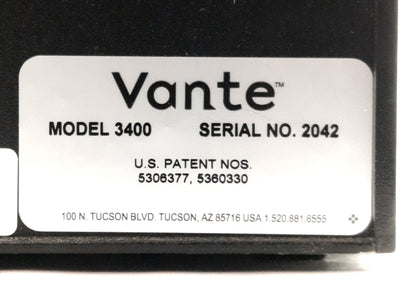 Vante™
MODEL 3400 SERIAL NO. 2042
U.S. PATENT NOS.
5306377, 5360330
100 N. TUCSON BLVD. TUCSON, AZ 85716 USA 1.520.881.6555